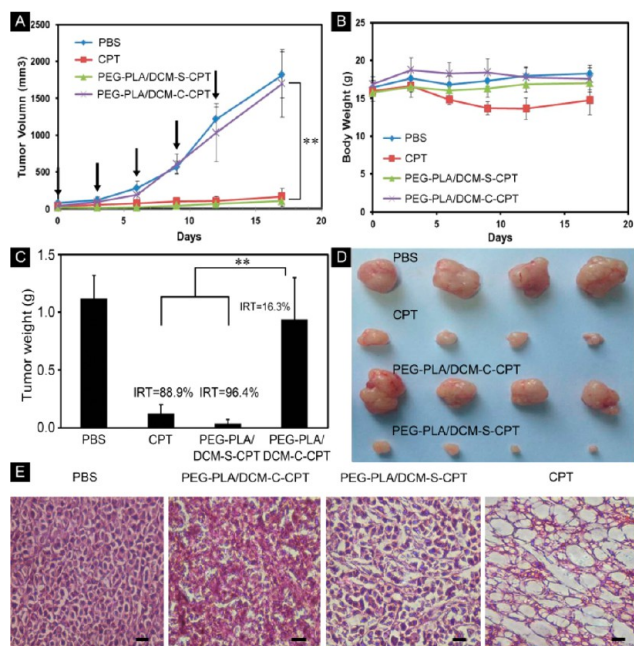 A
Tumor Volumn (mm3)
2500
2000
1500
1000
500
0
0
5
10
15
20
Days
PBS
CPT
PEG-PLA/DCM-S-CPT
PEG-PLA/DCM-C-CPT
**
B
Body Weight (g)
25
20
15
10
5
0
0
5
10
15
20
Days
PBS
CPT
PEG-PLA/DCM-S-CPT
PEG-PLA/DCM-C-CPT
C
Tumor weight (g)
1.5
1.0
0.5
0.0
**
IRT=16.3%
IRT=88.9%
IRT=96.4%
PBS
CPT
PEG-PLA/
DCM-S-CPT
PEG-PLA/
DCM-C-CPT
D
PBS
CPT
PEG-PLA/DCM-C-CPT
PEG-PLA/DCM-S-CPT
E
PBS
PEG-PLA/DCM-C-CPT
PEG-PLA/DCM-S-CPT
CPT